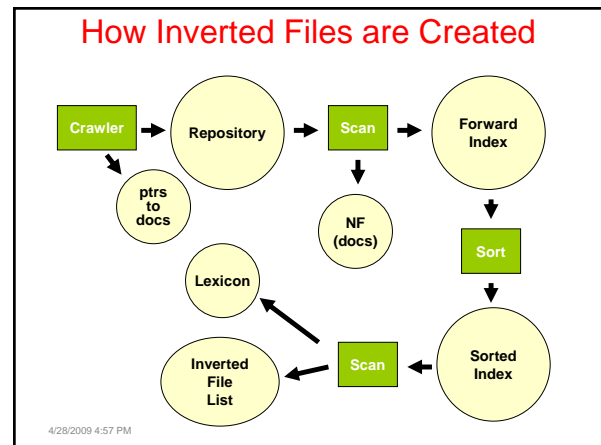 How Inverted Files are Created
Crawler
Repository
Scan
Forward
Index
ptrs
to
docs
NF
(docs)
Sort
Lexicon
Inverted
File
List
Scan
Sorted
Index
4/28/2009 4:57 PM